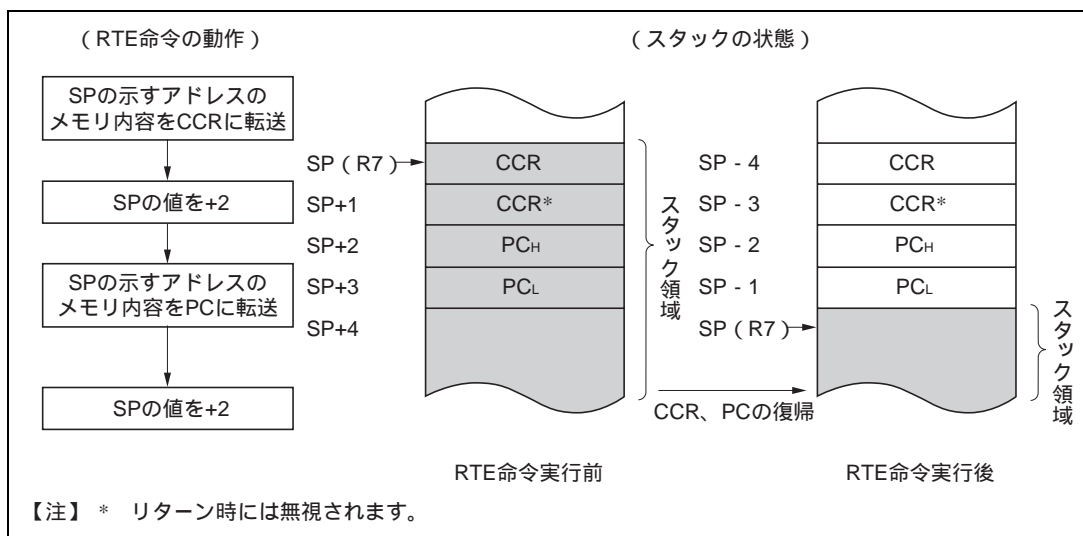 （RTE命令の動作）
SPの示すアドレスの
メモリ内容をCCRに転送
SPの値を+2
SPの示すアドレスの
メモリ内容をPCに転送
SPの値を+2
（スタックの状態）
SP（R7）
SP+1
SP+2
SP+3
SP+4
CCR
CCR*
PCH
PCL
スタック領域
RTE命令実行前
CCR、PCの復帰
SP - 4
SP - 3
SP - 2
SP - 1
SP（R7）
CCR
CCR*
PCH
PCL
スタック領域
RTE命令実行後
【注】 * リターン時には無視されます。